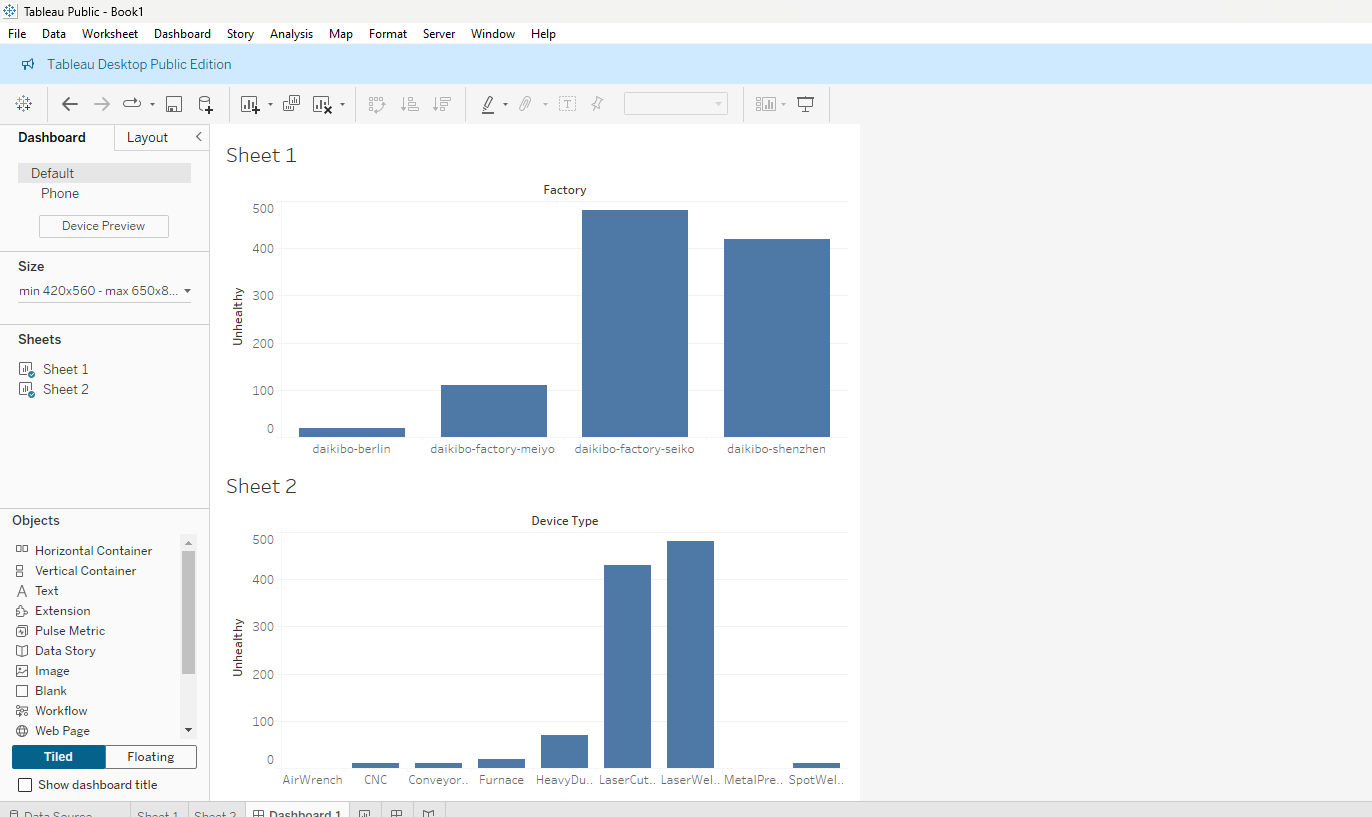 Tableau Public - Book1
File Data Worksheet Dashboard Story Analysis Map Format Server Window Help
Tableau Desktop Public Edition
Dashboard Layout
Default
Phone
Device Preview
Size
min 420x560 - max 650x8...
Sheets
Sheet 1
Sheet 2
Objects
Horizontal Container
Vertical Container
Text
Extension
Pulse Metric
Data Story
Image
Blank
Workflow
Web Page
Tiled Floating
Show dashboard title
Sheet 1
Factory
Unhealthy
500
400
300
200
100
0
daikibo-berlin daikibo-factory-meiyo daikibo-factory-seiko daikibo-shenzhen
Sheet 2
Device Type
Unhealthy
500
400
300
200
100
0
AirWrench CNC Conveyor.. Furnace HeavyDu.. LaserCut.. LaserWel.. MetalPre.. SpotWel..
Data Source Sheet 1 Sheet 2 Dashboard 1